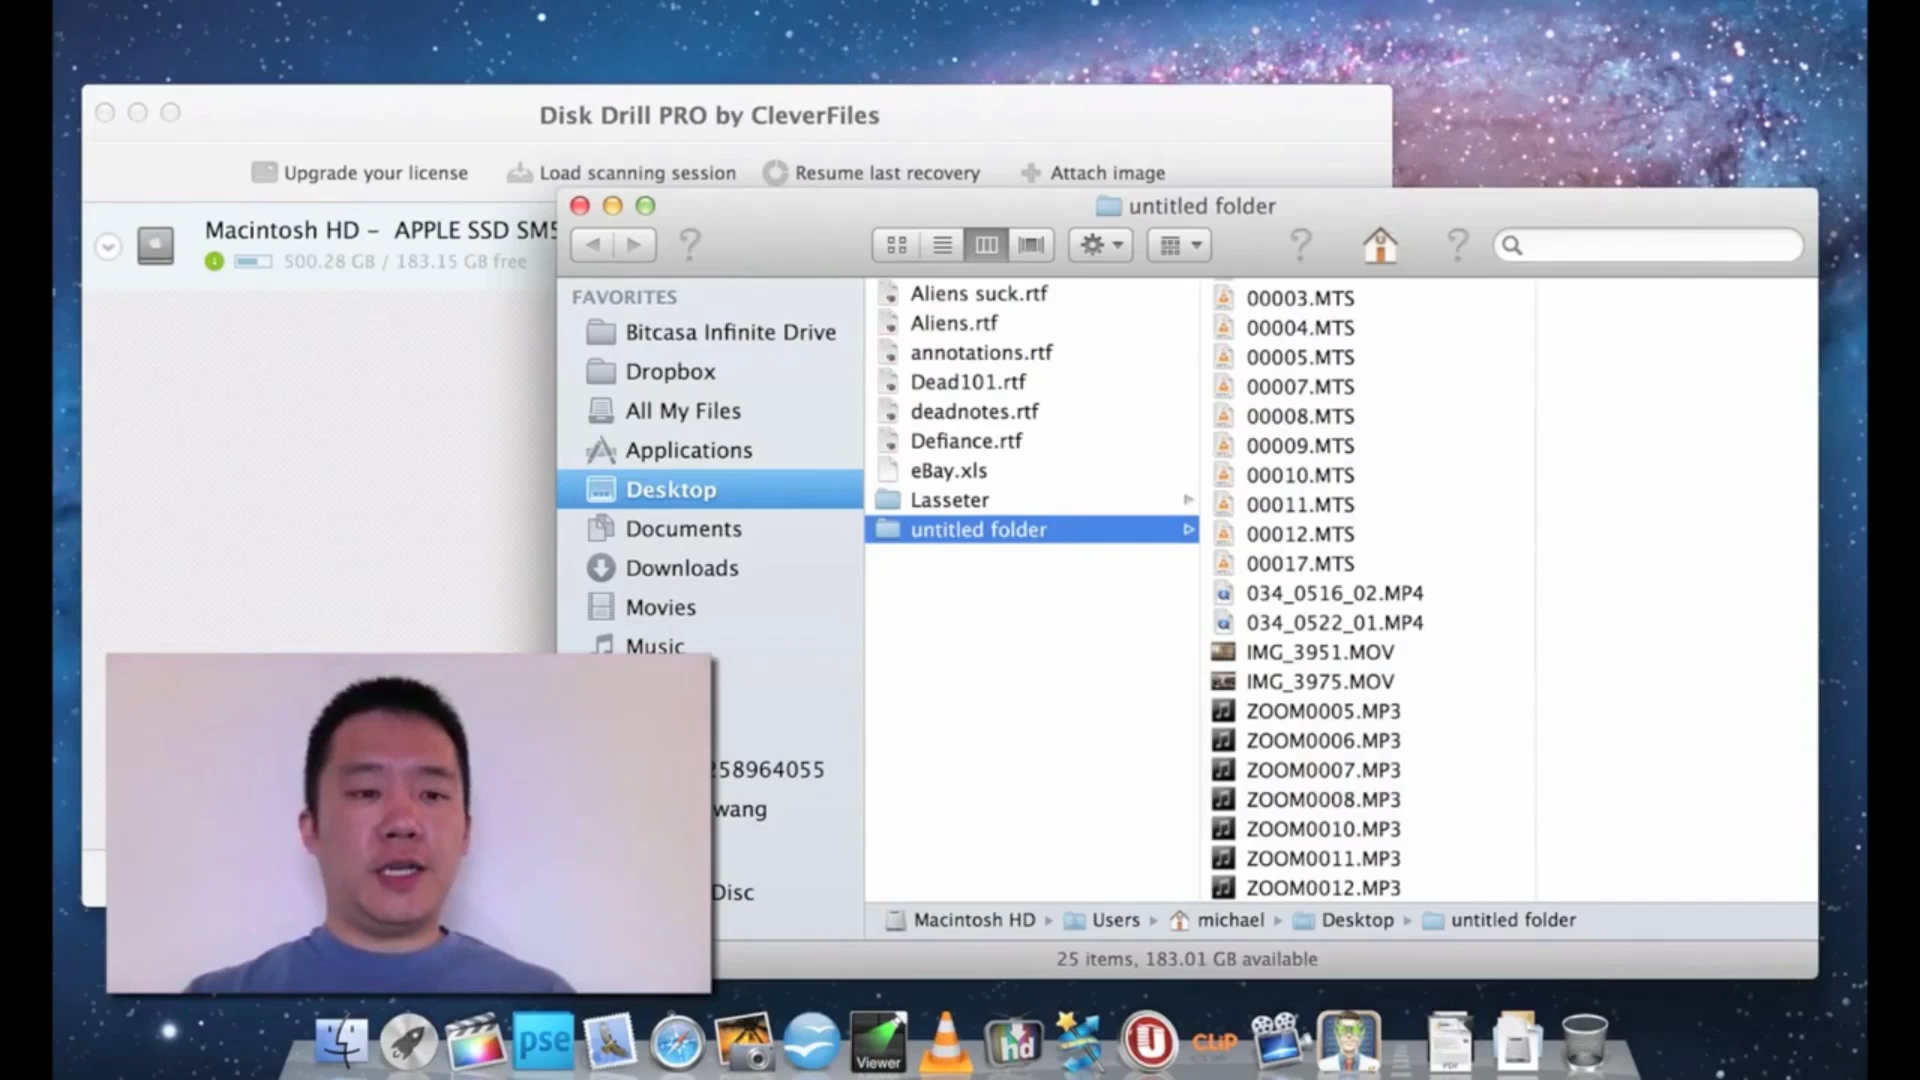 Disk Drill PRO by CleverFiles
Upgrade your license
Load scanning session
Resume last recovery
Attach image
Macintosh HD – APPLE SSD SM5
500.28 GB / 183.15 GB free
untitled folder
FAVORITES
Bitcasa Infinite Drive
Dropbox
All My Files
Applications
Desktop
Documents
Downloads
Movies
Music
258964055
wang
Disc
Aliens suck.rtf
Aliens.rtf
annotations.rtf
Dead101.rtf
deadnotes.rtf
Defiance.rtf
eBay.xls
Lasseter
untitled folder
00003.MTS
00004.MTS
00005.MTS
00007.MTS
00008.MTS
00009.MTS
00010.MTS
00011.MTS
00012.MTS
00017.MTS
034_0516_02.MP4
034_0522_01.MP4
IMG_3951.MOV
IMG_3975.MOV
ZOOM0005.MP3
ZOOM0006.MP3
ZOOM0007.MP3
ZOOM0008.MP3
ZOOM0010.MP3
ZOOM0011.MP3
ZOOM0012.MP3
Macintosh HD ▸ Users ▸ michael ▸ Desktop ▸ untitled folder
25 items, 183.01 GB available
pse
Viewer
hd
U
CLIP
PDF